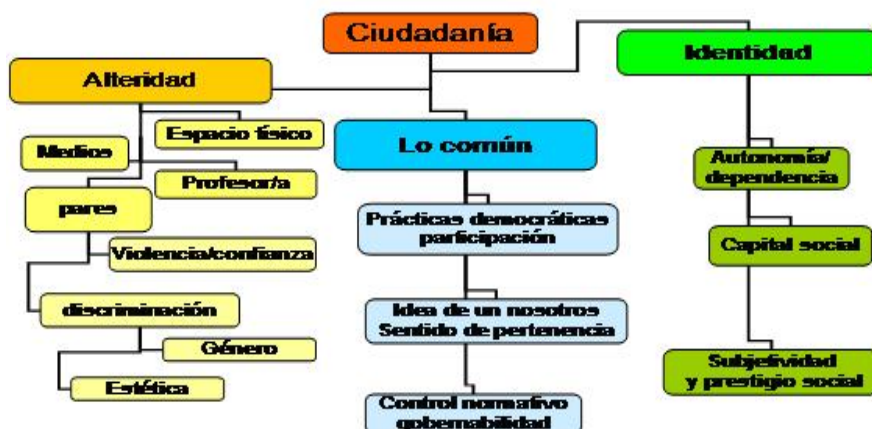 Ciudadanía
Alteridad
Espacio físico
Medios
Profesor/a
pares
Violencia/confianza
discriminación
Género
Estética
Lo común
Prácticas democráticas
participación
Idea de un nosotros
Sentido de pertenencia
Control normativo
gobernabilidad
Identidad
Autonomía/
dependencia
Capital social
Subjetividad
y prestigio social